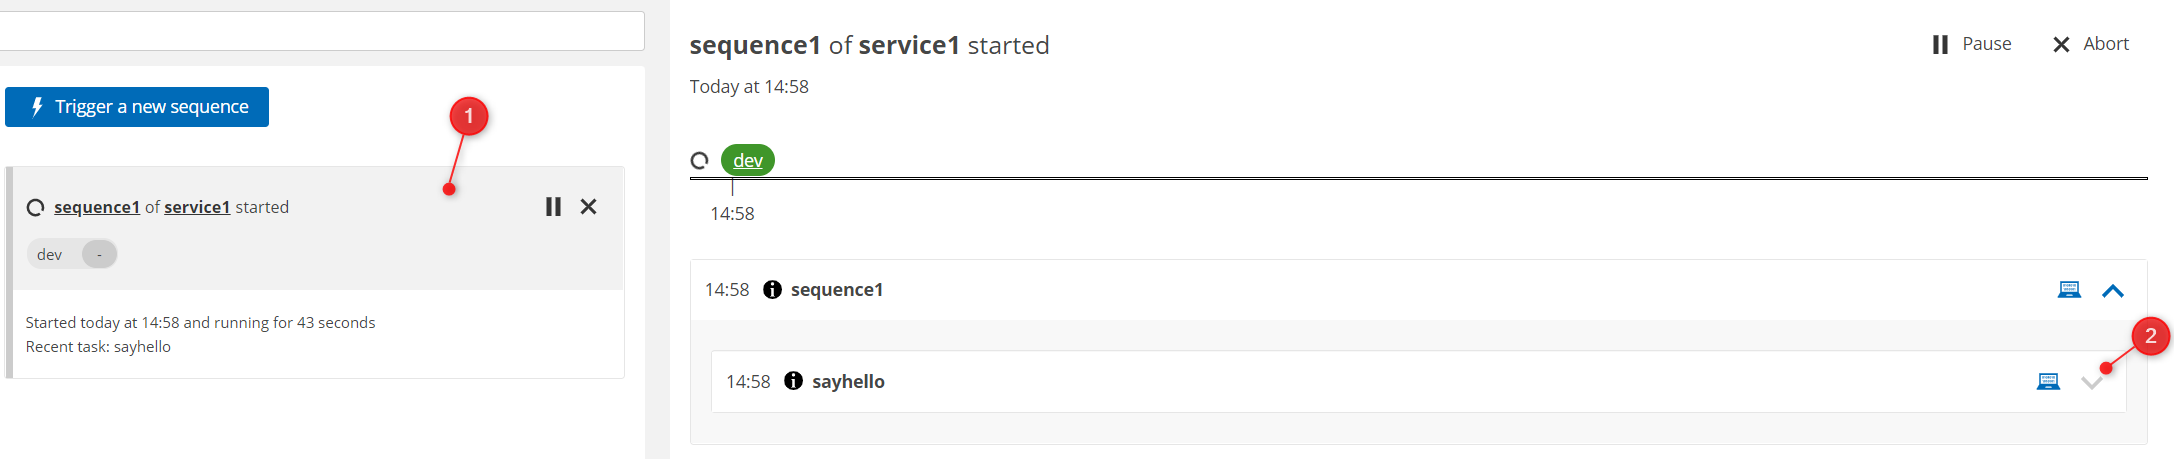 Trigger a new sequence
1
sequence1 of service1 started
dev -
Started today at 14:58 and running for 43 seconds
Recent task: sayhello
sequence1 of service1 started
Pause Abort
Today at 14:58
dev
14:58
14:58 sequence1
2
14:58 sayhello